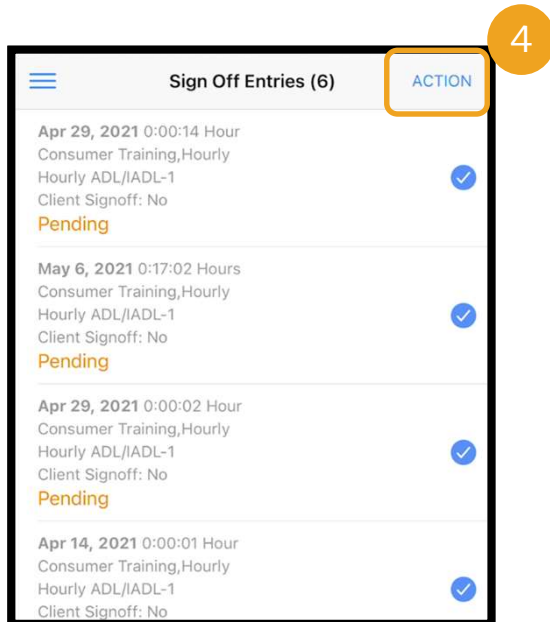 4
Sign Off Entries (6) ACTION
Apr 29, 2021 0:00:14 Hour
Consumer Training,Hourly
Hourly ADL/IADL-1
Client Signoff: No
Pending
May 6, 2021 0:17:02 Hours
Consumer Training,Hourly
Hourly ADL/IADL-1
Client Signoff: No
Pending
Apr 29, 2021 0:00:02 Hour
Consumer Training,Hourly
Hourly ADL/IADL-1
Client Signoff: No
Pending
Apr 14, 2021 0:00:01 Hour
Consumer Training,Hourly
Hourly ADL/IADL-1
Client Signoff: No